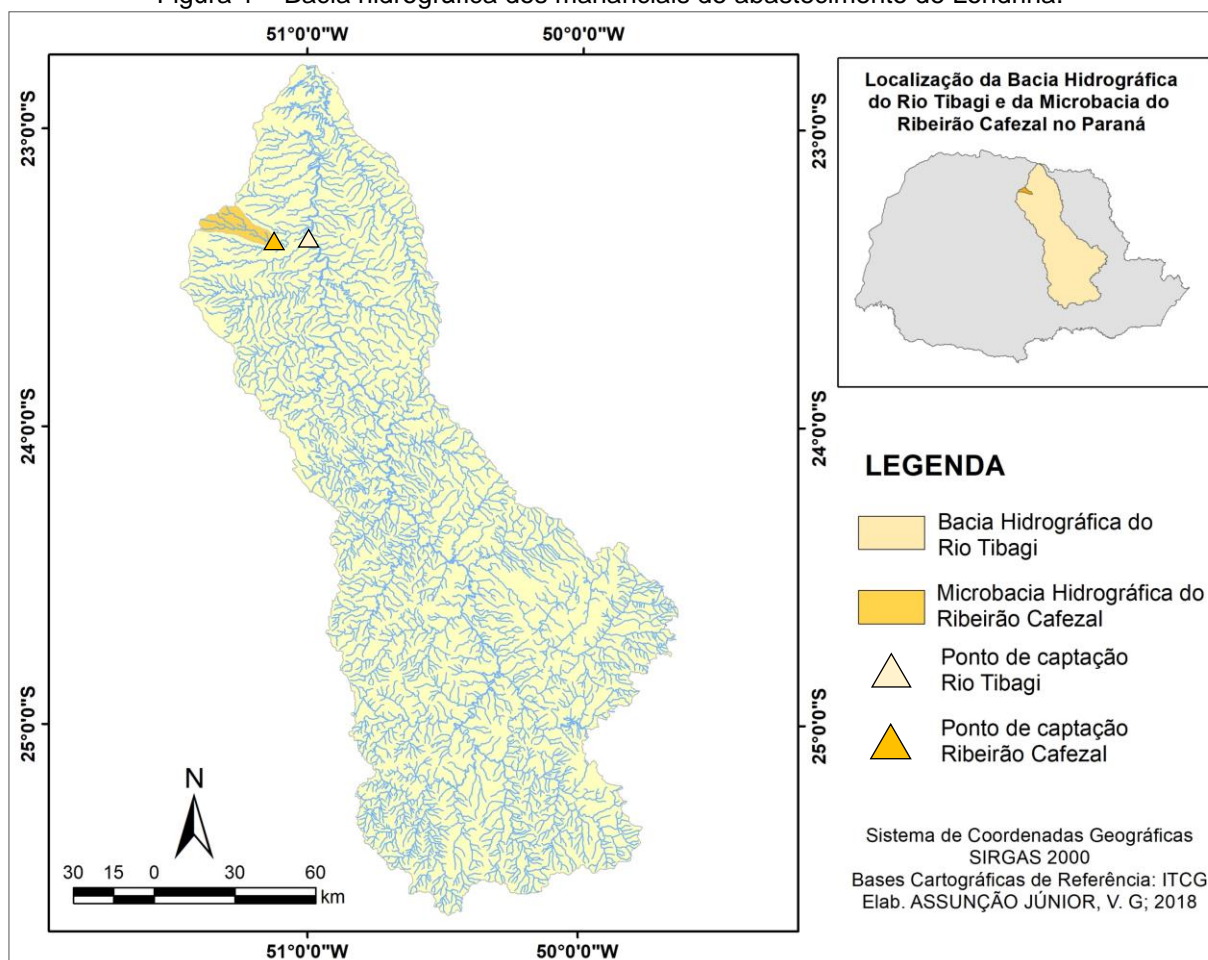 Figura 1 – Bacia hidrográfica dos mananciais de abastecimento de Londrina.
51°0'0"W
50°0'0"W
23°0'0"S
24°0'0"S
25°0'0"S
23°0'0"S
24°0'0"S
25°0'0"S
N
30 15 0 30 60
km
51°0'0"W
50°0'0"W
Localização da Bacia Hidrográfica
do Rio Tibagi e da Microbacia do
Ribeirão Cafezal no Paraná
LEGENDA
Bacia Hidrográfica do
Rio Tibagi
Microbacia Hidrográfica do
Ribeirão Cafezal
Ponto de captação
Rio Tibagi
Ponto de captação
Ribeirão Cafezal
Sistema de Coordenadas Geográficas
SIRGAS 2000
Bases Cartográficas de Referência: ITCG
Elab. ASSUNÇÃO JÚNIOR, V. G; 2018